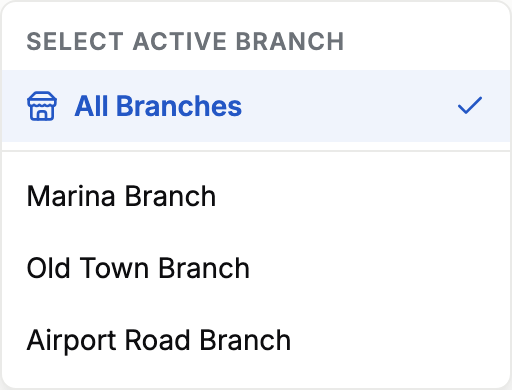 SELECT ACTIVE BRANCH
All Branches
Marina Branch
Old Town Branch
Airport Road Branch